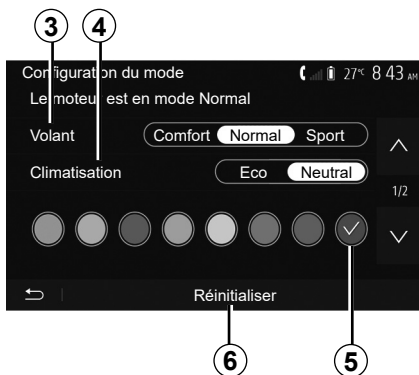 3 4
Configuration du mode 27°C 8 43 AM
Le moteur est en mode Normal
Volant Comfort Normal Sport
Climatisation Eco Neutral
1/2
Réinitialiser
6 5